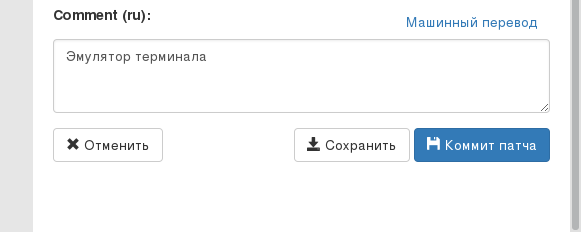 Comment (ru):
Машинный перевод
Эмулятор терминала
Отменить
Сохранить
Коммит патча